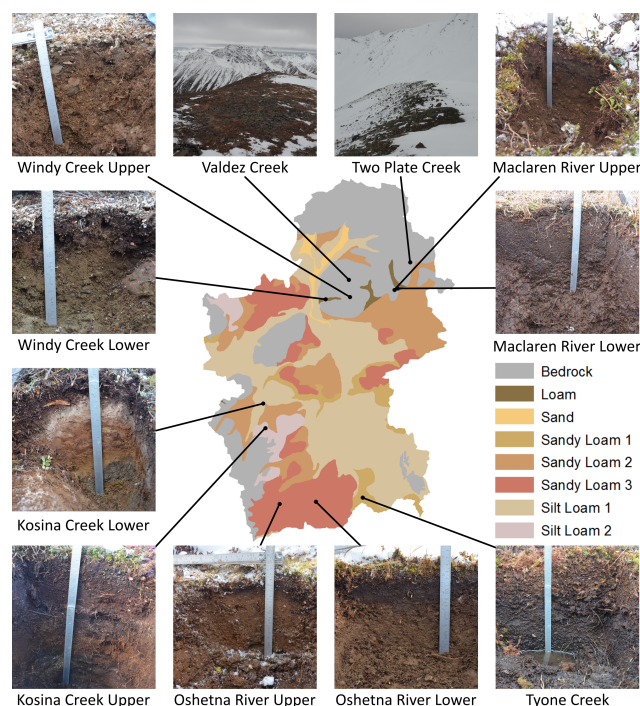 Windy Creek Upper
Valdez Creek
Two Plate Creek
Maclaren River Upper
Windy Creek Lower
Maclaren River Lower
Bedrock
Loam
Sand
Sandy Loam 1
Sandy Loam 2
Sandy Loam 3
Silt Loam 1
Silt Loam 2
Kosina Creek Lower
Kosina Creek Upper
Oshetna River Upper
Oshetna River Lower
Tyone Creek